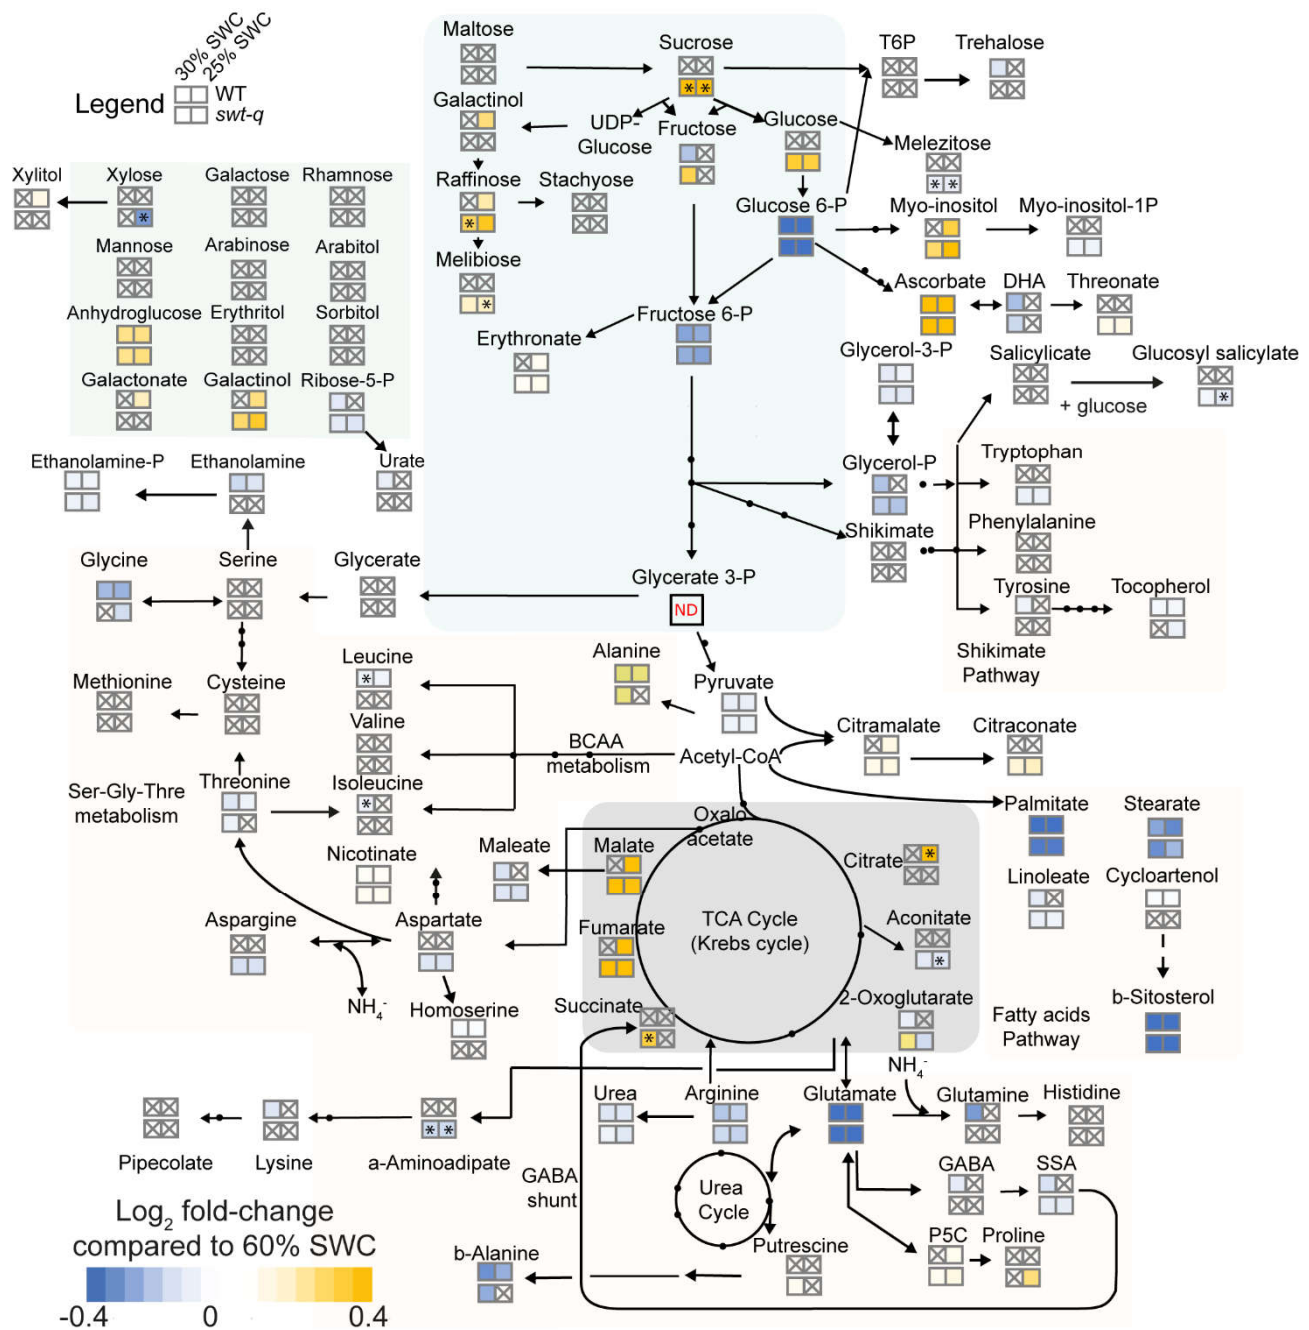 30% SWC
25% SWC
Legend
WT
swt-q
Maltose
Sucrose
T6P
Trehalose
* *
Galactinol
UDP-
Glucose
Fructose
Glucose
Melezitose
* *
Xylitol
Xylose
Galactose
Rhamnose
*
Raffinose
Stachyose
*
Glucose 6-P
Myo-inositol
Myo-inositol-1P
Mannose
Arabinose
Arabitol
Melibiose
*
Ascorbate
DHA
Threonate
Anhydroglucose
Erythritol
Sorbitol
Fructose 6-P
Erythronate
Glycerol-3-P
Salicylicate
Glucosyl salicylate
*
+ glucose
Galactonate
Galactinol
Ribose-5-P
Ethanolamine-P
Ethanolamine
Urate
Glycerol-P
Tryptophan
Shikimate
Phenylalanine
Glycine
Serine
Glycerate
Glycerate 3-P
ND
Tyrosine
Tocopherol
Shikimate
Pathway
Leucine
*
Alanine
Pyruvate
Methionine
Cysteine
Valine
BCAA
metabolism
Acetyl-CoA
Citramalate
Citraconate
Ser-Gly-Thre
metabolism
Threonine
Isoleucine
*
Oxalo
acetate
Palmitate
Stearate
Nicotinate
Maleate
Malate
Citrate
*
Linoleate
Cycloartenol
Aspargine
Aspartate
Fumarate
TCA Cycle
(Krebs cycle)
Aconitate
*
NH4-
Homoserine
Succinate
*
2-Oxoglutarate
Fatty acids
Pathway
b-Sitosterol
NH4-
Urea
Arginine
Glutamate
Glutamine
Histidine
* *
Pipecolate
Lysine
a-Aminoadipate
GABA
shunt
Urea
Cycle
GABA
SSA
Log2 fold-change
compared to 60% SWC
-0.4
0
0.4
b-Alanine
Putrescine
P5C
Proline